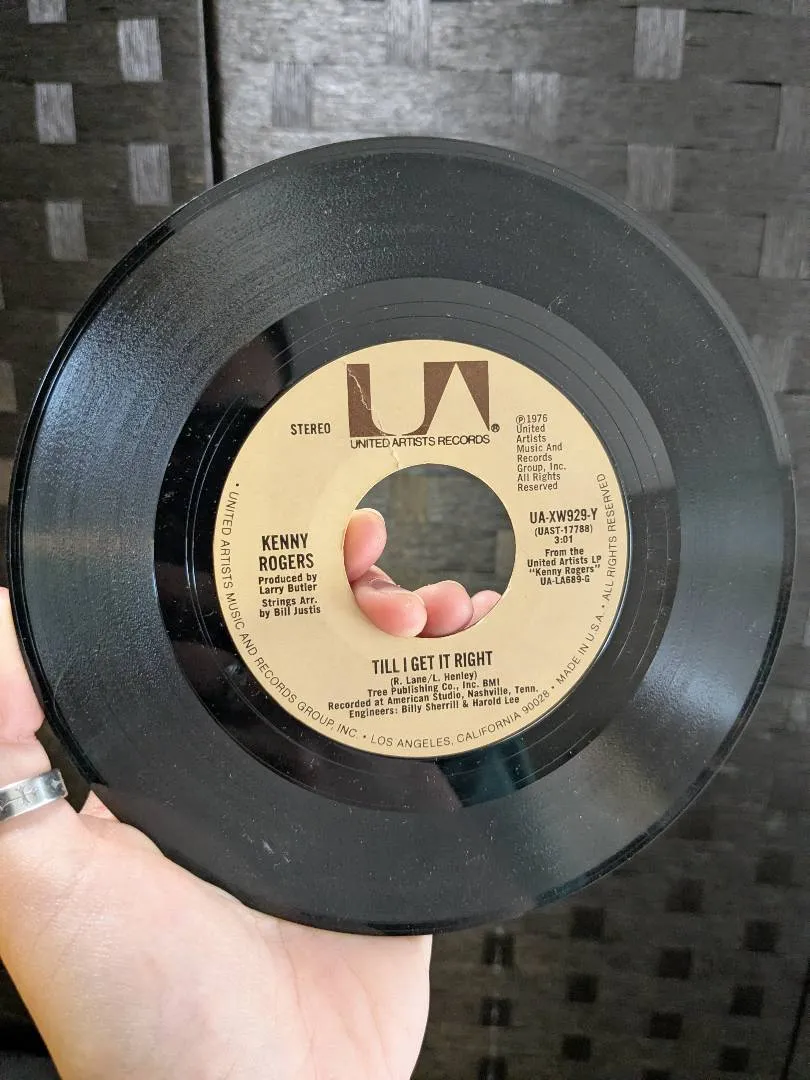 UA®
UNITED ARTISTS RECORDS
STEREO
℗1976
United
Artists
Music And
Records
Group, Inc.
All Rights
Reserved
UA-XW929-Y
(UAST-17788)
3:01
From the
United Artists LP
"Kenny Rogers"
UA-LA689-G
KENNY
ROGERS
Produced by
Larry Butler
Strings Arr.
by Bill Justis
TILL I GET IT RIGHT
(R. Lane/L. Henley)
Tree Publishing Co., Inc. BMI
Recorded at American Studio, Nashville, Tenn.
Engineers: Billy Sherrill & Harold Lee
• UNITED ARTISTS MUSIC AND RECORDS GROUP, INC. • LOS ANGELES, CALIFORNIA 90028 • MADE IN U.S.A. • ALL RIGHTS RESERVED